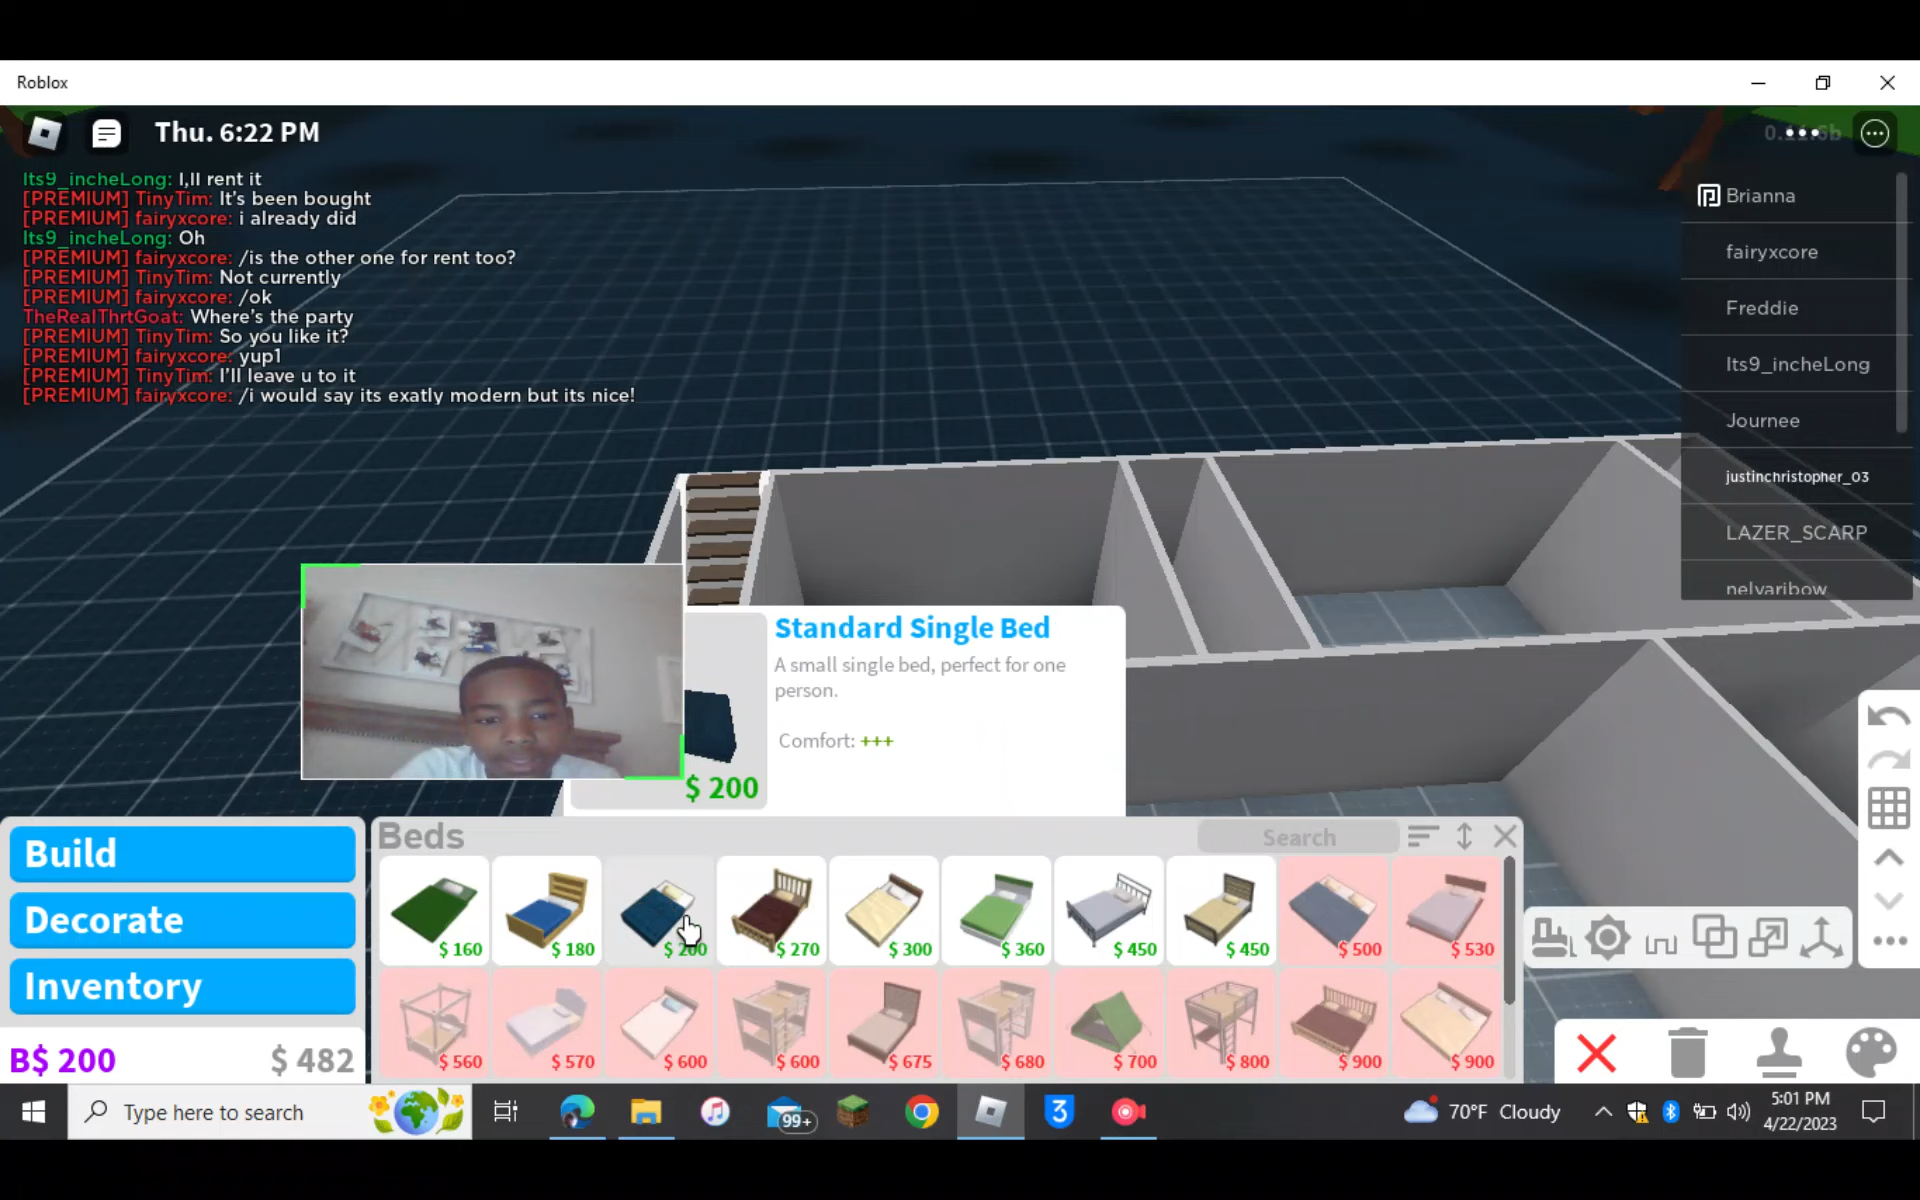 Roblox
Thu. 6:22 PM
Its9_incheLong: I,ll rent it
[PREMIUM] TinyTim: It's been bought
[PREMIUM] fairyxcore: i already did
Its9_incheLong: Oh
[PREMIUM] fairyxcore: /is the other one for rent too?
[PREMIUM] TinyTim: Not currently
[PREMIUM] fairyxcore: /ok
TheRealThrtGoat: Where's the party
[PREMIUM] TinyTim: So you like it?
[PREMIUM] fairyxcore: yup1
[PREMIUM] TinyTim: I'll leave u to it
[PREMIUM] fairyxcore: /i would say its exatly modern but its nice!
Brianna
fairyxcore
Freddie
Its9_incheLong
Journee
justinchristopher_03
LAZER_SCARP
nelyaribow
Standard Single Bed
A small single bed, perfect for one
person.
Comfort: +++
$ 200
Build
Decorate
Inventory
B$ 200 $ 482
Beds
Search
$ 160 $ 180 $ 200 $ 270 $ 300 $ 360 $ 450 $ 450 $ 500 $ 530
$ 560 $ 570 $ 600 $ 600 $ 675 $ 680 $ 700 $ 800 $ 900 $ 900
Type here to search
99+
3
70°F Cloudy
5:01 PM
4/22/2023